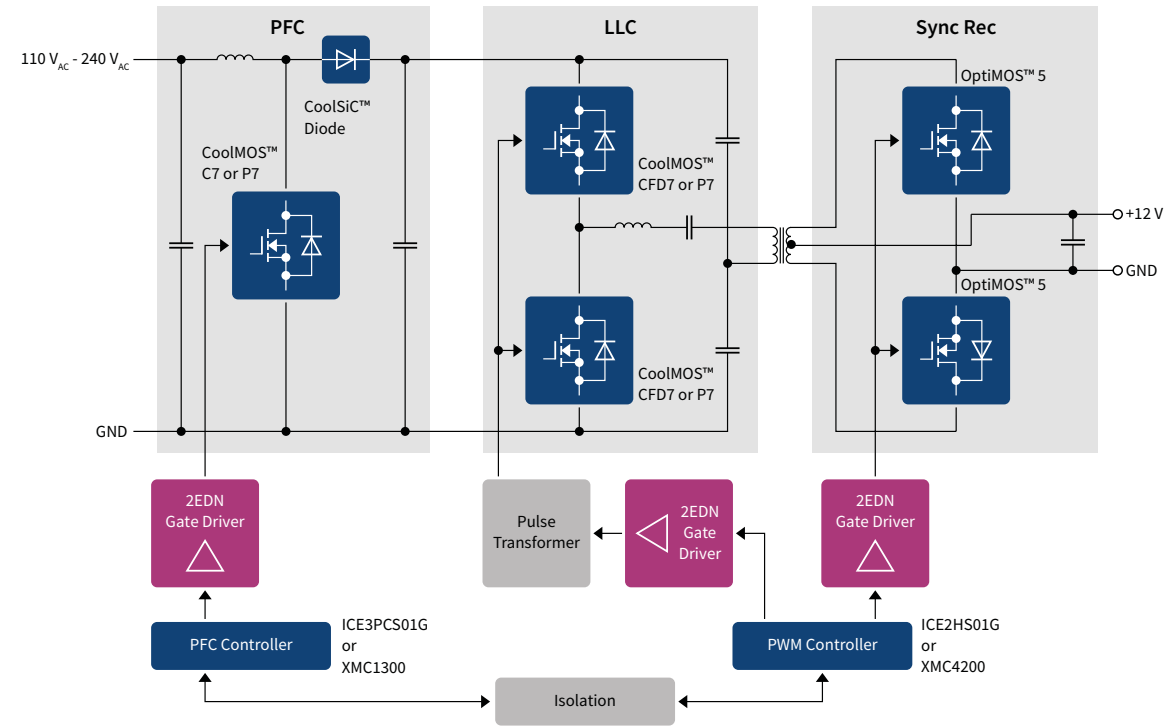 PFC
LLC
Sync Rec
110 VAC - 240 VAC
CoolSiC™
Diode
CoolMOS™
C7 or P7
CoolMOS™
CFD7 or P7
CoolMOS™
CFD7 or P7
OptiMOS™ 5
+12 V
GND
OptiMOS™ 5
GND
2EDN
Gate Driver
Pulse
Transformer
2EDN
Gate
Driver
2EDN
Gate Driver
PFC Controller
ICE3PCS01G
or
XMC1300
PWM Controller
ICE2HS01G
or
XMC4200
Isolation